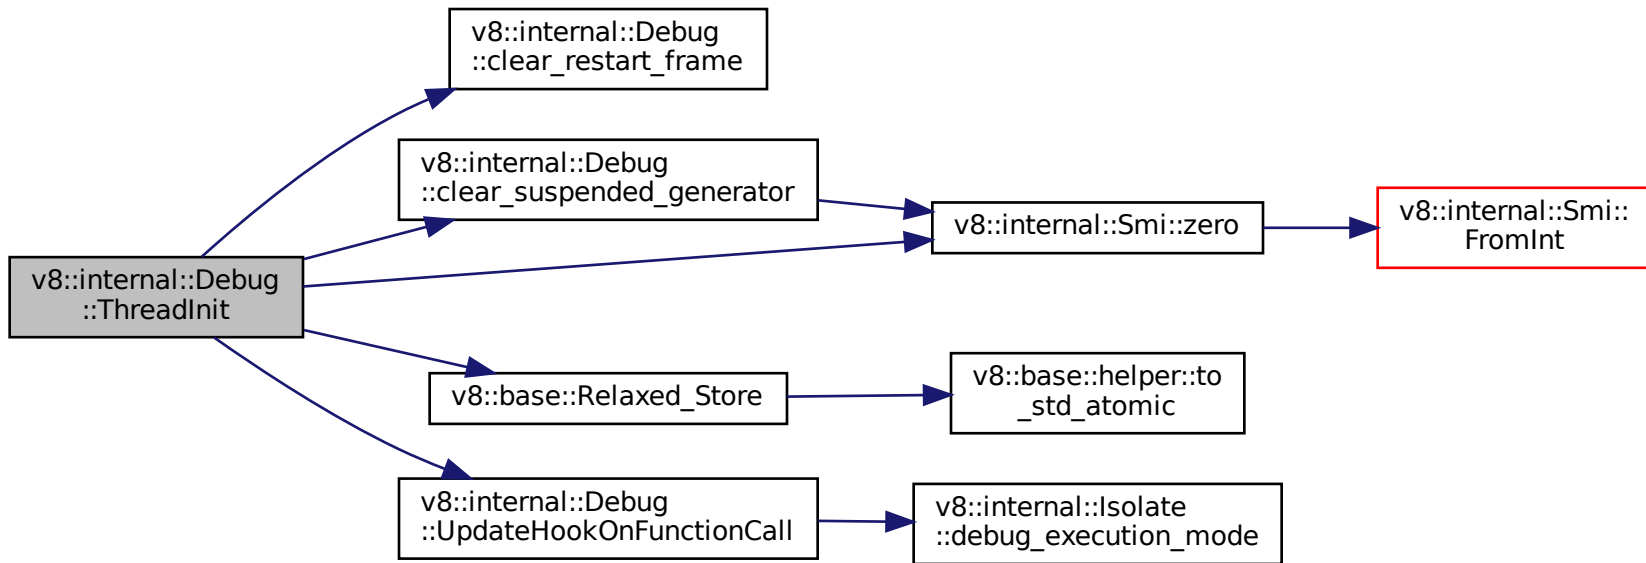 v8::internal::Debug
::clear_restart_frame
v8::internal::Debug
::clear_suspended_generator
v8::internal::Smi::zero
v8::internal::Smi::
FromInt
v8::internal::Debug
::ThreadInit
v8::base::Relaxed_Store
v8::base::helper::to
_std_atomic
v8::internal::Debug
::UpdateHookOnFunctionCall
v8::internal::Isolate
::debug_execution_mode